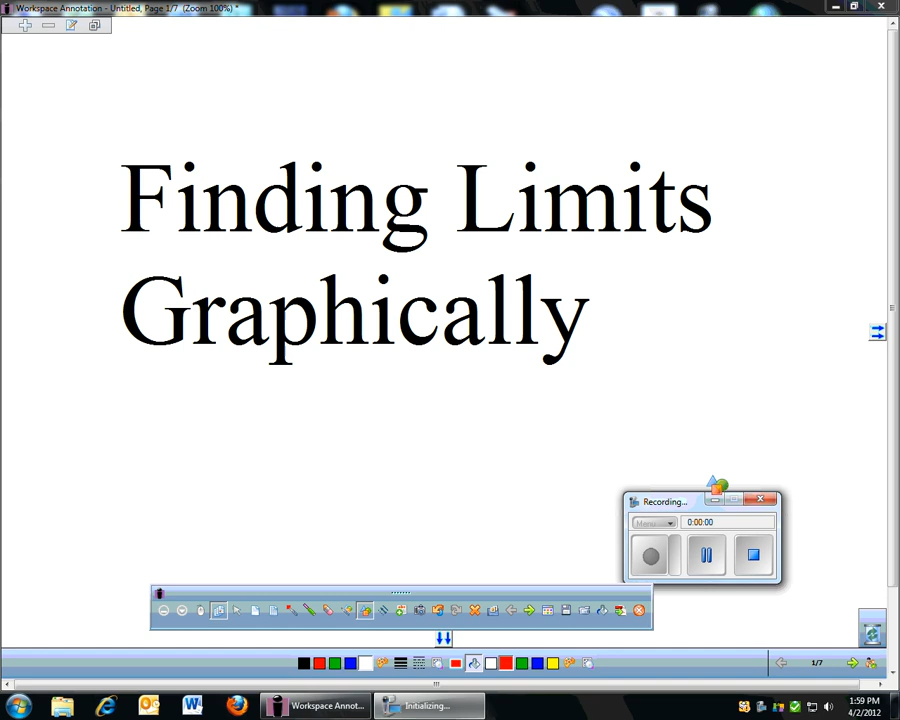 Workspace Annotation - Untitled, Page 1/7 (Zoom 100%) *
Finding Limits
Graphically
Recording...
Menu
0:00:00
1/7
Workspace Annot...
Initializing...
1:59 PM
4/2/2012